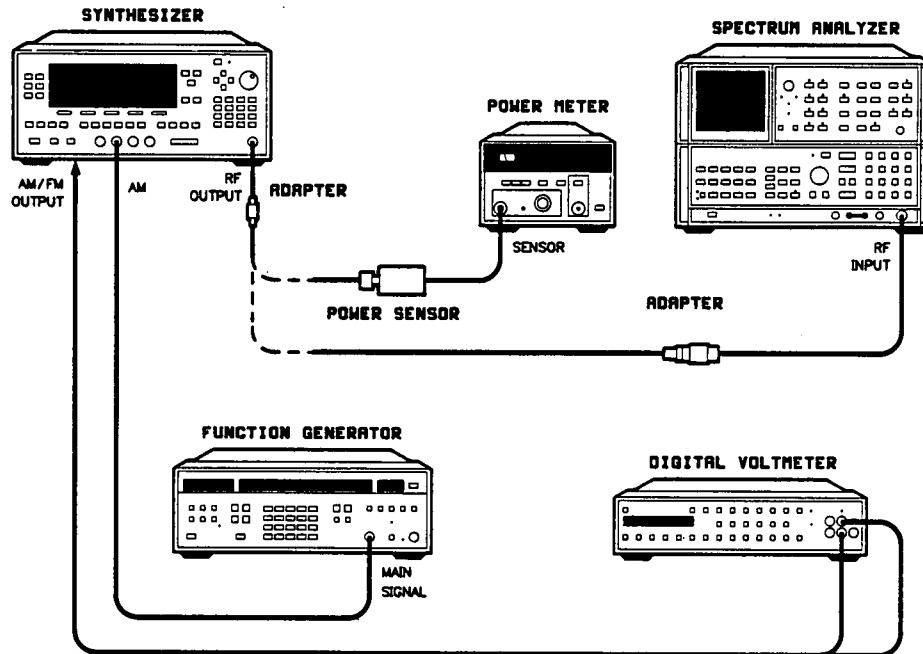 SYNTHESIZER
SPECTRUM ANALYZER
POWER METER
AM/FM
OUTPUT
AM
RF
OUTPUT
ADAPTER
SENSOR
RF
INPUT
POWER SENSOR
ADAPTER
FUNCTION GENERATOR
DIGITAL VOLTMETER
MAIN
SIGNAL